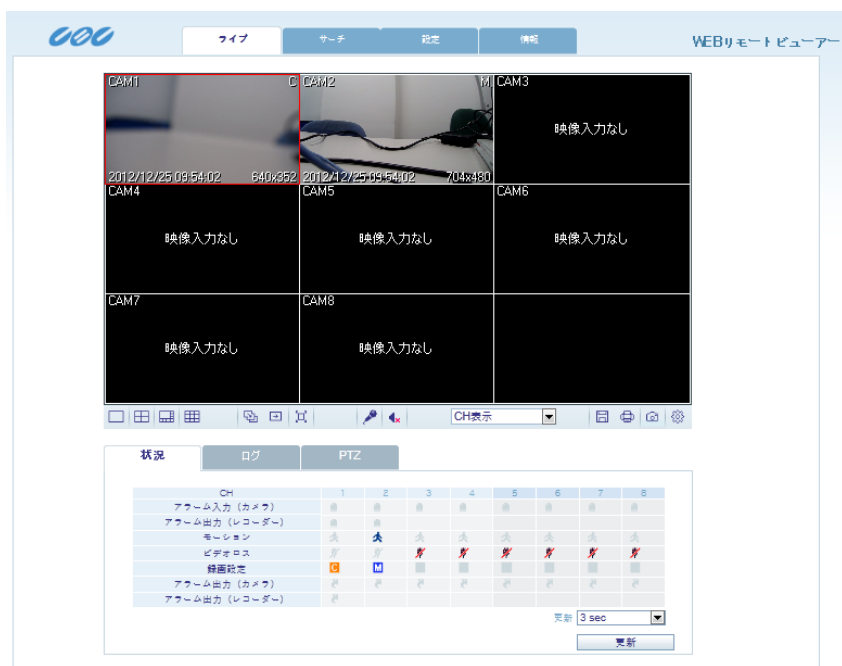 ライブ サーチ 設定 情報 WEBリモートビューアー
CAM1 C CAM2 M CAM3
映像入力なし
2012/12/25 09:54:02 640x352 2012/12/25 09:54:02 704x480
CAM4 CAM5 CAM6
映像入力なし 映像入力なし 映像入力なし
CAM7 CAM8
映像入力なし 映像入力なし
CH表示
状況 ログ PTZ
CH 1 2 3 4 5 6 7 8
アラーム入力 (カメラ)
アラーム出力 (レコーダー)
モーション
ビデオロス
録画設定 C M
アラーム出力 (カメラ)
アラーム出力 (レコーダー)
更新 3 sec
更新